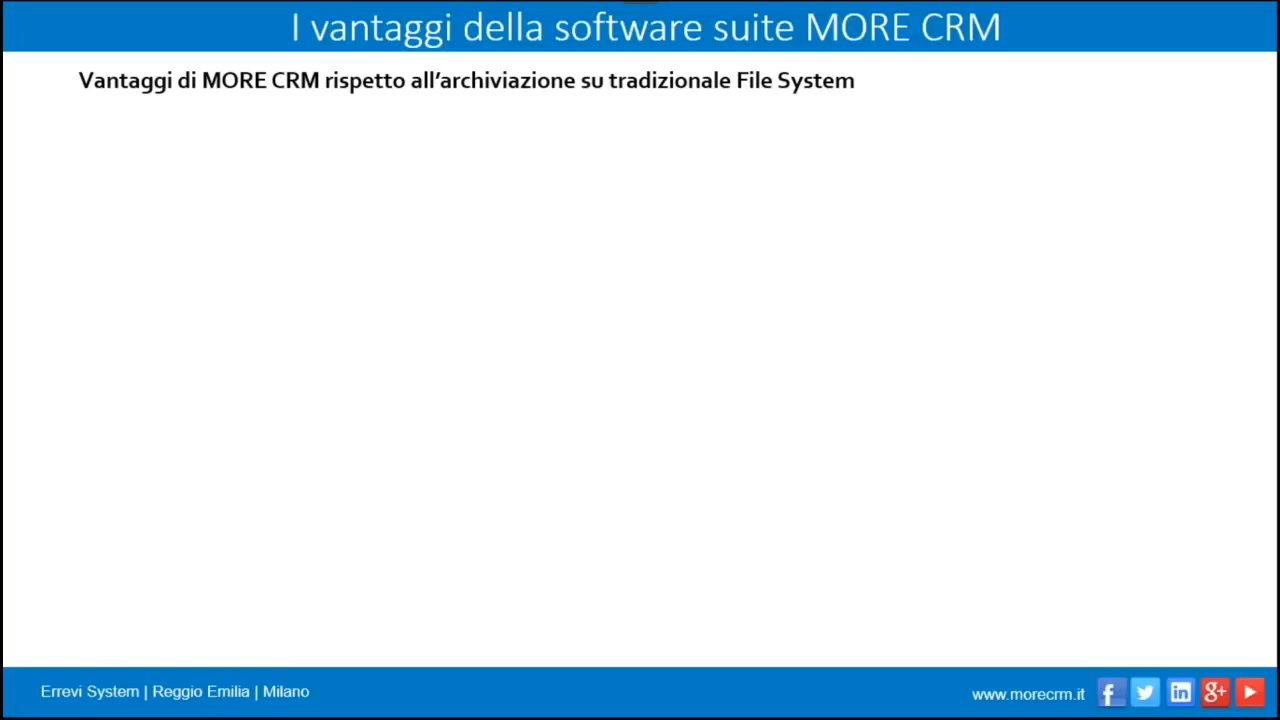 I vantaggi della software suite MORE CRM
Vantaggi di MORE CRM rispetto all’archiviazione su tradizionale File System
Errevi System | Reggio Emilia | Milano
www.morecrm.it